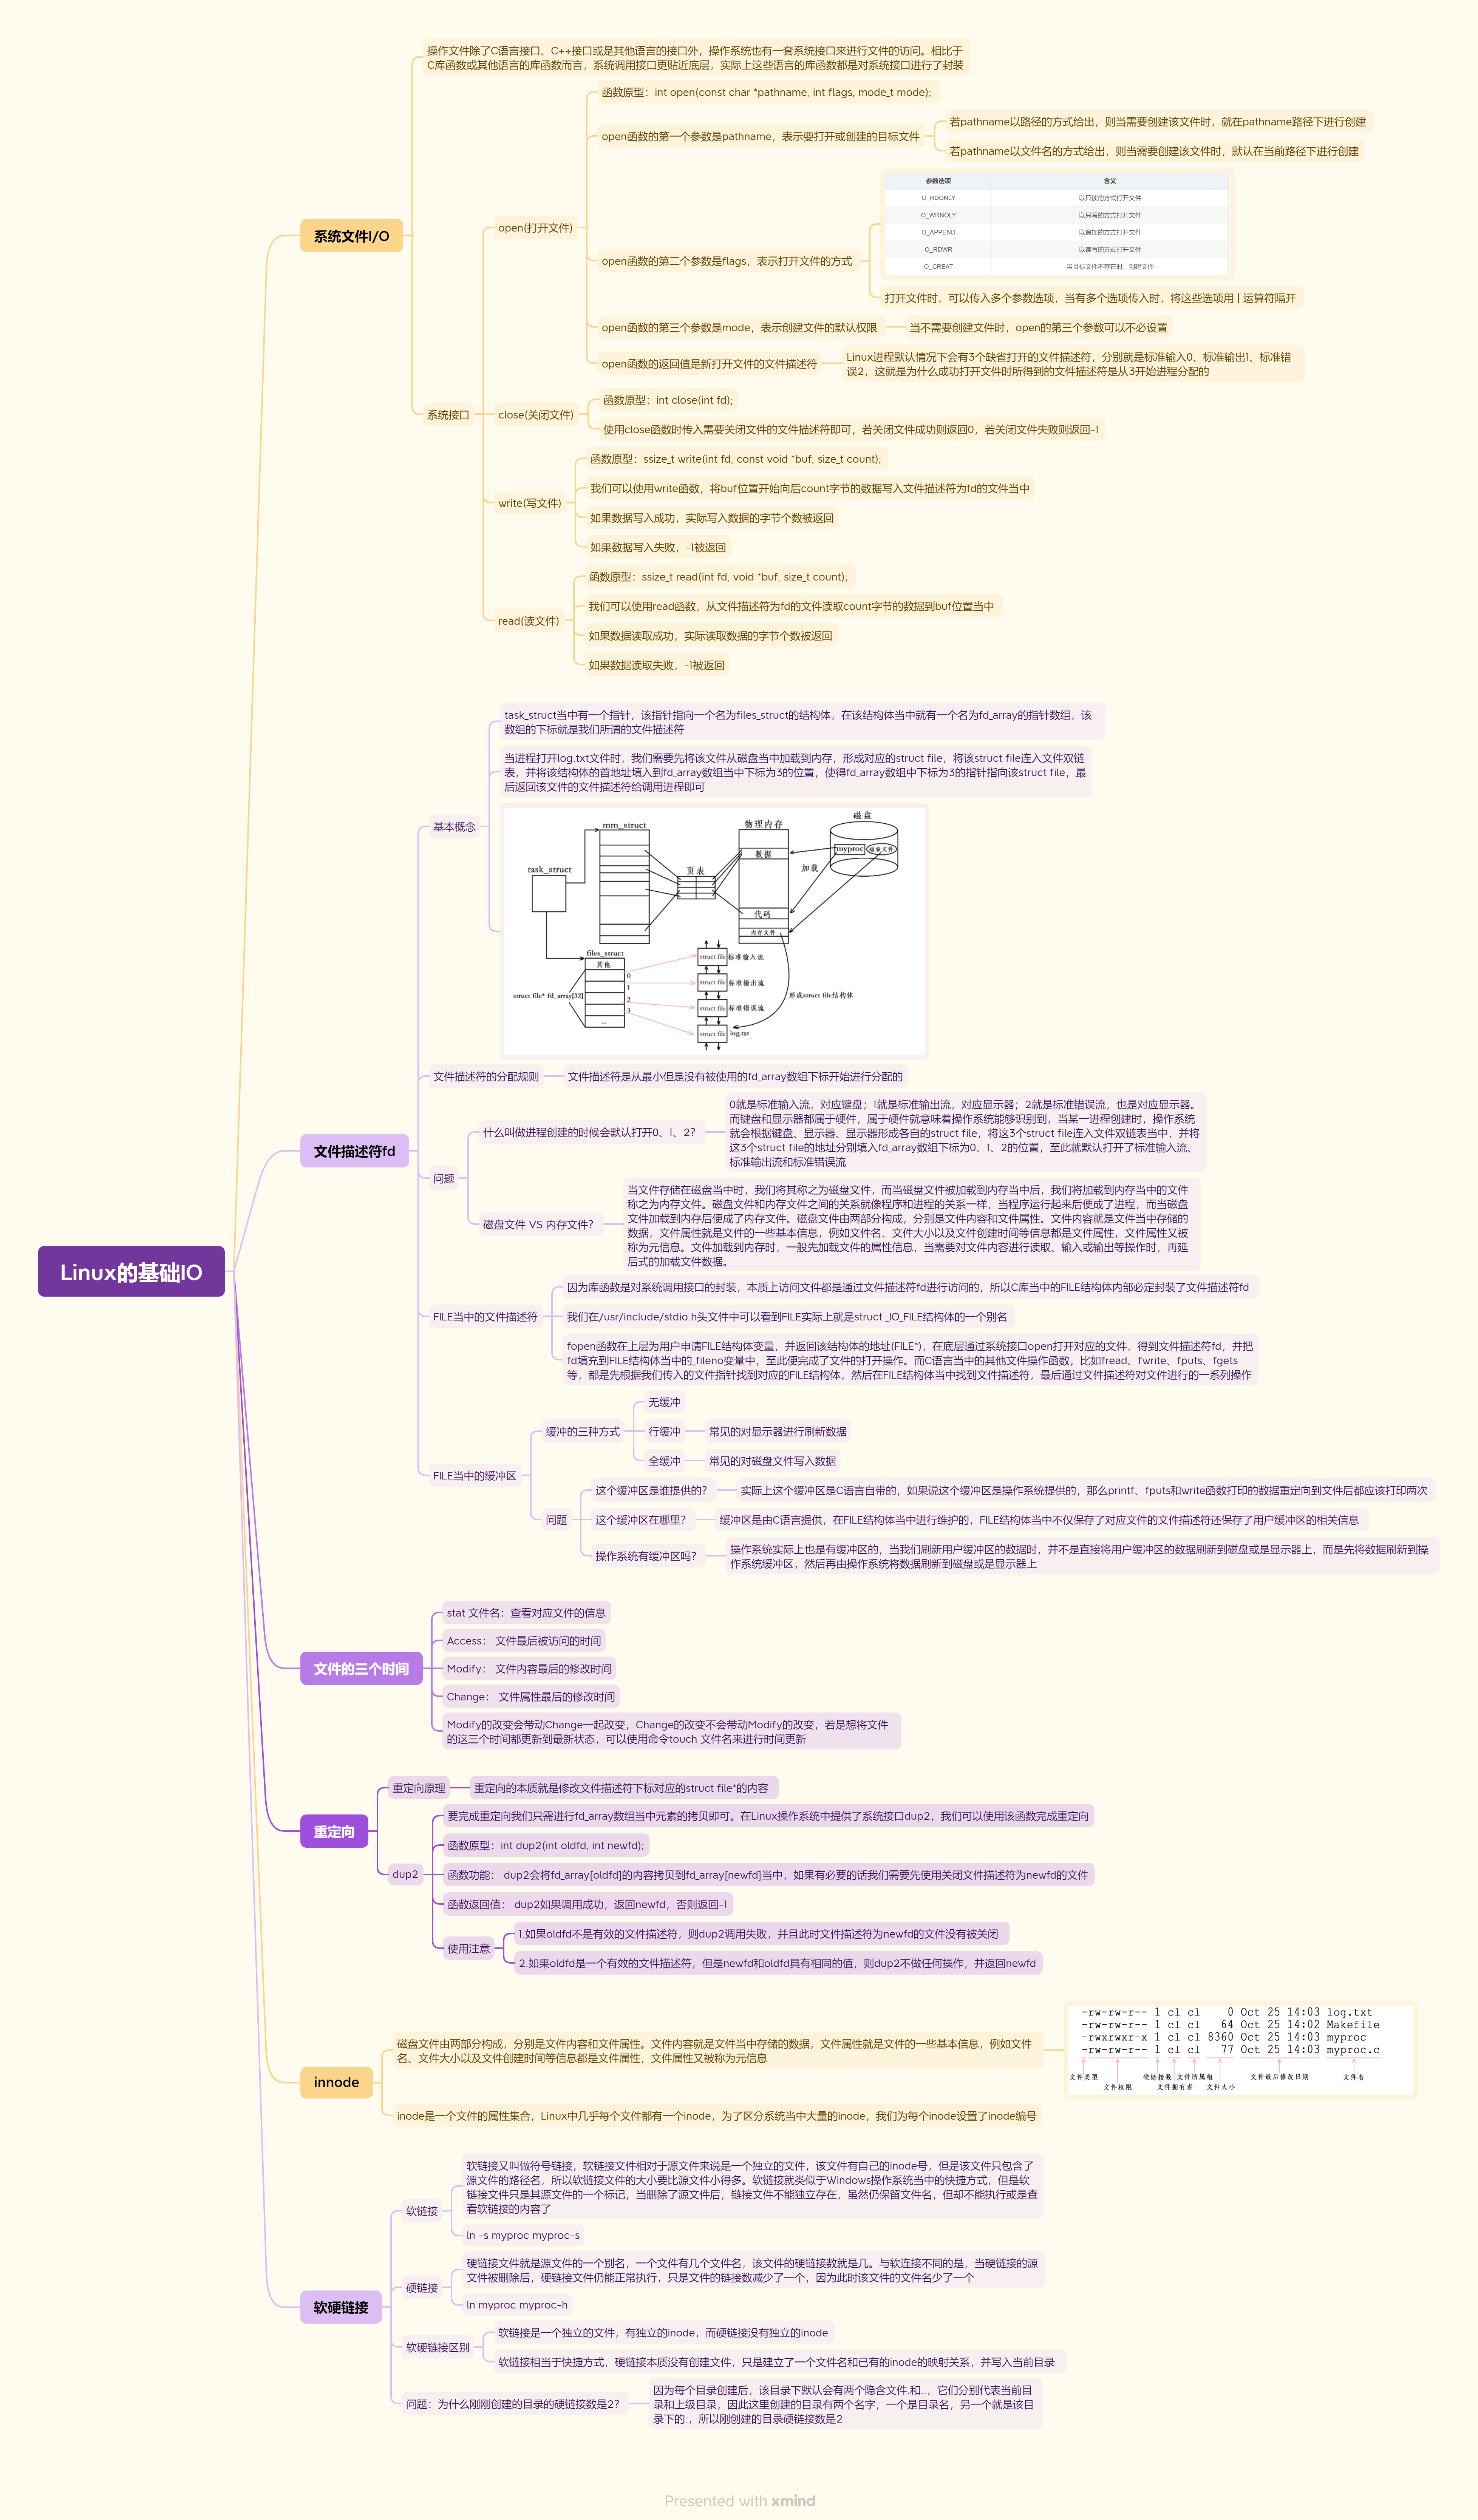 操作文件除了C语言接口、C++接口或是其他语言的接口外，操作系统也有一套系统接口来进行文件的访问。相比于
C库函数或其他语言的库函数而言，系统调用接口更贴近底层，实际上这些语言的库函数都是对系统接口进行了封装
函数原型：int open(const char *pathname, int flags, mode_t mode);
open函数的第一个参数是pathname，表示要打开或创建的目标文件
若pathname以路径的方式给出，则当需要创建该文件时，就在pathname路径下进行创建
若pathname以文件名的方式给出，则当需要创建该文件时，默认在当前路径下进行创建
参数选项 含义
O_RDONLY 以只读的方式打开文件
O_WRNOLY 以只写的方式打开文件
O_APPEND 以追加的方式打开文件
O_RDWR 以读写的方式打开文件
O_CREAT 当目标文件不存在时，创建文件
系统文件I/O
open(打开文件)
open函数的第二个参数是flags，表示打开文件的方式
打开文件时，可以传入多个参数选项，当有多个选项传入时，将这些选项用 | 运算符隔开
open函数的第三个参数是mode，表示创建文件的默认权限
当不需要创建文件时，open的第三个参数可以不必设置
open函数的返回值是新打开文件的文件描述符
Linux进程默认情况下会有3个缺省打开的文件描述符，分别就是标准输入0、标准输出1、标准错
误2，这就是为什么成功打开文件时所得到的文件描述符是从3开始进程分配的
系统接口
close(关闭文件)
函数原型：int close(int fd);
使用close函数时传入需要关闭文件的文件描述符即可，若关闭文件成功则返回0，若关闭文件失败则返回-1
write(写文件)
函数原型：ssize_t write(int fd, const void *buf, size_t count);
我们可以使用write函数，将buf位置开始向后count字节的数据写入文件描述符为fd的文件当中
如果数据写入成功，实际写入数据的字节个数被返回
如果数据写入失败，-1被返回
read(读文件)
函数原型：ssize_t read(int fd, void *buf, size_t count);
我们可以使用read函数，从文件描述符为fd的文件读取count字节的数据到buf位置当中
如果数据读取成功，实际读取数据的字节个数被返回
如果数据读取失败，-1被返回
task_struct当中有一个指针，该指针指向一个名为files_struct的结构体，在该结构体当中就有一个名为fd_array的指针数组，该
数组的下标就是我们所谓的文件描述符
当进程打开log.txt文件时，我们需要先将该文件从磁盘当中加载到内存，形成对应的struct file，将该struct file连入文件双链
表，并将该结构体的首地址填入到fd_array数组当中下标为3的位置，使得fd_array数组中下标为3的指针指向该struct file，最
后返回该文件的文件描述符给调用进程即可
基本概念
mm_struct
物理内存
磁盘
task_struct
页表
数据
myproc
磁盘文件
加载
代码
内存文件
files_struct
其他
struct file* fd_array[32]
0
1
2
3
...
struct file 标准输入流
struct file 标准输出流
struct file 标准错误流
struct file log.txt
形成struct file结构体
文件描述符的分配规则
文件描述符是从最小但是没有被使用的fd_array数组下标开始进行分配的
文件描述符fd
问题
什么叫做进程创建的时候会默认打开0、1、2？
0就是标准输入流，对应键盘；1就是标准输出流，对应显示器；2就是标准错误流，也是对应显示器。
而键盘和显示器都属于硬件，属于硬件就意味着操作系统能够识别到，当某一进程创建时，操作系统
就会根据键盘、显示器、显示器形成各自的struct file，将这3个struct file连入文件双链表当中，并将
这3个struct file的地址分别填入fd_array数组下标为0、1、2的位置，至此就默认打开了标准输入流、
标准输出流和标准错误流
磁盘文件 VS 内存文件？
当文件存储在磁盘当中时，我们将其称之为磁盘文件，而当磁盘文件被加载到内存当中后，我们将加载到内存当中的文件
称之为内存文件。磁盘文件和内存文件之间的关系就像程序和进程的关系一样，当程序运行起来后便成了进程，而当磁盘
文件加载到内存后便成了内存文件。磁盘文件由两部分构成，分别是文件内容和文件属性。文件内容就是文件当中存储的
数据，文件属性就是文件的一些基本信息，例如文件名、文件大小以及文件创建时间等信息都是文件属性，文件属性又被
称为元信息。文件加载到内存时，一般先加载文件的属性信息，当需要对文件内容进行读取、输入或输出等操作时，再延
后式的加载文件数据。
Linux的基础IO
FILE当中的文件描述符
因为库函数是对系统调用接口的封装，本质上访问文件都是通过文件描述符fd进行访问的，所以C库当中的FILE结构体内部必定封装了文件描述符fd
我们在/usr/include/stdio.h头文件中可以看到FILE实际上就是struct _IO_FILE结构体的一个别名
fopen函数在上层为用户申请FILE结构体变量，并返回该结构体的地址(FILE*)，在底层通过系统接口open打开对应的文件，得到文件描述符fd，并把
fd填充到FILE结构体当中的_fileno变量中，至此便完成了文件的打开操作。而C语言当中的其他文件操作函数，比如fread、fwrite、fputs、fgets
等，都是先根据我们传入的文件指针找到对应的FILE结构体，然后在FILE结构体当中找到文件描述符，最后通过文件描述符对文件进行的一系列操作
FILE当中的缓冲区
缓冲的三种方式
无缓冲
行缓冲
常见的对显示器进行刷新数据
全缓冲
常见的对磁盘文件写入数据
问题
这个缓冲区是谁提供的？
实际上这个缓冲区是C语言自带的，如果说这个缓冲区是操作系统提供的，那么printf、fputs和write函数打印的数据重定向到文件后都应该打印两次
这个缓冲区在哪里？
缓冲区是由C语言提供，在FILE结构体当中进行维护的，FILE结构体当中不仅保存了对应文件的文件描述符还保存了用户缓冲区的相关信息
操作系统有缓冲区吗？
操作系统实际上也是有缓冲区的，当我们刷新用户缓冲区的数据时，并不是直接将用户缓冲区的数据刷新到磁盘或是显示器上，而是先将数据刷新到操
作系统缓冲区，然后再由操作系统将数据刷新到磁盘或是显示器上
文件的三个时间
stat 文件名：查看对应文件的信息
Access： 文件最后被访问的时间
Modify： 文件内容最后的修改时间
Change： 文件属性最后的修改时间
Modify的改变会带动Change一起改变，Change的改变不会带动Modify的改变，若是想将文件
的这三个时间都更新到最新状态，可以使用命令touch 文件名来进行时间更新
重定向
重定向原理
重定向的本质就是修改文件描述符下标对应的struct file*的内容
dup2
要完成重定向我们只需进行fd_array数组当中元素的拷贝即可。在Linux操作系统中提供了系统接口dup2，我们可以使用该函数完成重定向
函数原型：int dup2(int oldfd, int newfd);
函数功能： dup2会将fd_array[oldfd]的内容拷贝到fd_array[newfd]当中，如果有必要的话我们需要先使用关闭文件描述符为newfd的文件
函数返回值： dup2如果调用成功，返回newfd，否则返回-1
使用注意
1.如果oldfd不是有效的文件描述符，则dup2调用失败，并且此时文件描述符为newfd的文件没有被关闭
2.如果oldfd是一个有效的文件描述符，但是newfd和oldfd具有相同的值，则dup2不做任何操作，并返回newfd
innode
磁盘文件由两部分构成，分别是文件内容和文件属性。文件内容就是文件当中存储的数据，文件属性就是文件的一些基本信息，例如文件
名、文件大小以及文件创建时间等信息都是文件属性，文件属性又被称为元信息
-rw-rw-r-- 1 cl cl 0 Oct 25 14:03 log.txt
-rw-rw-r-- 1 cl cl 64 Oct 25 14:02 Makefile
-rwxrwxr-x 1 cl cl 8360 Oct 25 14:03 myproc
-rw-rw-r-- 1 cl cl 77 Oct 25 14:03 myproc.c
文件类型 硬链接数 文件所属组 文件最后修改日期 文件名
文件权限 文件拥有者 文件大小
inode是一个文件的属性集合，Linux中几乎每个文件都有一个inode，为了区分系统当中大量的inode，我们为每个inode设置了inode编号
软硬链接
软链接
软链接又叫做符号链接，软链接文件相对于源文件来说是一个独立的文件，该文件有自己的inode号，但是该文件只包含了
源文件的路径名，所以软链接文件的大小要比源文件小得多。软链接就类似于Windows操作系统当中的快捷方式，但是软
链接文件只是其源文件的一个标记，当删除了源文件后，链接文件不能独立存在，虽然仍保留文件名，但却不能执行或是查
看软链接的内容了
ln -s myproc myproc-s
硬链接
硬链接文件就是源文件的一个别名，一个文件有几个文件名，该文件的硬链接数就是几。与软连接不同的是，当硬链接的源
文件被删除后，硬链接文件仍能正常执行，只是文件的链接数减少了一个，因为此时该文件的文件名少了一个
ln myproc myproc-h
软硬链接区别
软链接是一个独立的文件，有独立的inode，而硬链接没有独立的inode
软链接相当于快捷方式，硬链接本质没有创建文件，只是建立了一个文件名和已有的inode的映射关系，并写入当前目录
问题：为什么刚刚创建的目录的硬链接数是2？
因为每个目录创建后，该目录下默认会有两个隐含文件.和..，它们分别代表当前目
录和上级目录，因此这里创建的目录有两个名字，一个是目录名，另一个就是该目
录下的.，所以刚创建的目录硬链接数是2
Presented with xmind